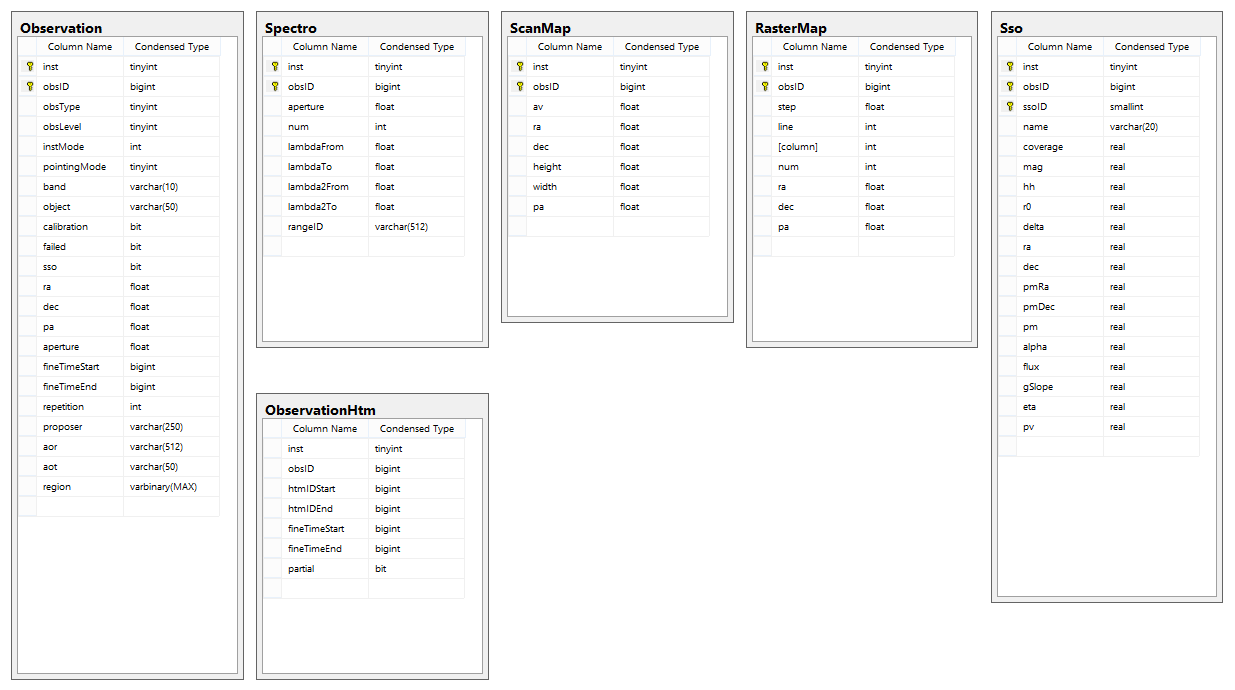 Observation
Column Name Condensed Type
inst tinyint
obsID bigint
obsType tinyint
obsLevel tinyint
instMode int
pointingMode tinyint
band varchar(10)
object varchar(50)
calibration bit
failed bit
sso bit
ra float
dec float
pa float
aperture float
fineTimeStart bigint
fineTimeEnd bigint
repetition int
proposer varchar(250)
aor varchar(512)
aot varchar(50)
region varbinary(MAX)
Spectro
Column Name Condensed Type
inst tinyint
obsID bigint
aperture float
num int
lambdaFrom float
lambdaTo float
lambda2From float
lambda2To float
rangeID varchar(512)
ObservationHtm
Column Name Condensed Type
inst tinyint
obsID bigint
htmIDStart bigint
htmIDEnd bigint
fineTimeStart bigint
fineTimeEnd bigint
partial bit
ScanMap
Column Name Condensed Type
inst tinyint
obsID bigint
av float
ra float
dec float
height float
width float
pa float
RasterMap
Column Name Condensed Type
inst tinyint
obsID bigint
step float
line int
[column] int
num int
ra float
dec float
pa float
Sso
Column Name Condensed Type
inst tinyint
obsID bigint
ssoID smallint
name varchar(20)
coverage real
mag real
hh real
r0 real
delta real
ra real
dec real
pmRa real
pmDec real
pm real
alpha real
flux real
gSlope real
eta real
pv real